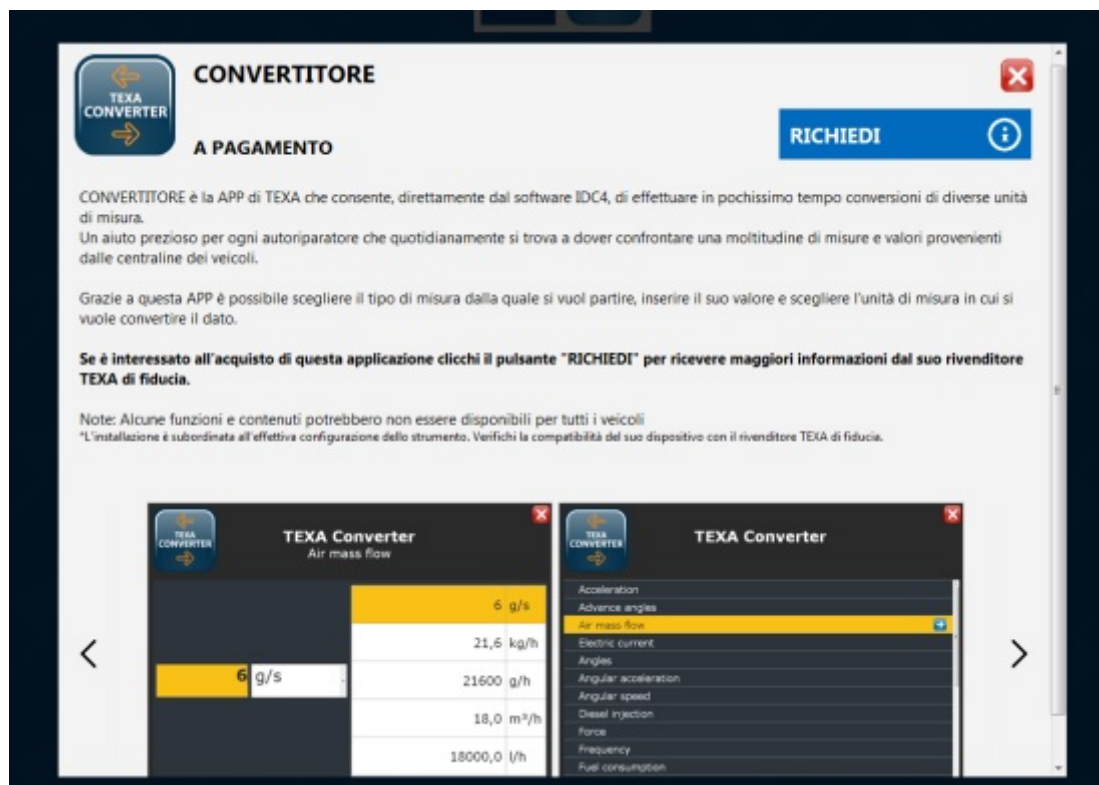 TEXA
CONVERTER
CONVERTITORE
A PAGAMENTO
RICHIEDI
CONVERTITORE è la APP di TEXA che consente, direttamente dal software IDC4, di effettuare in pochissimo tempo conversioni di diverse unità
di misura.
Un aiuto prezioso per ogni autoriparatore che quotidianamente si trova a dover confrontare una moltitudine di misure e valori provenienti
dalle centraline dei veicoli.
Grazie a questa APP è possibile scegliere il tipo di misura dalla quale si vuol partire, inserire il suo valore e scegliere l'unità di misura in cui si
vuole convertire il dato.
Se è interessato all'acquisto di questa applicazione clicchi il pulsante "RICHIEDI" per ricevere maggiori informazioni dal suo rivenditore
TEXA di fiducia.
Note: Alcune funzioni e contenuti potrebbero non essere disponibili per tutti i veicoli
*L'installazione è subordinata all'effettiva configurazione dello strumento. Verifichi la compatibilità del suo dispositivo con il rivenditore TEXA di fiducia.
TEXA
CONVERTER
TEXA Converter
Air mass flow
6 g/s
6 g/s
21,6 kg/h
21600 g/h
18,0 m³/h
18000,0 l/h
TEXA
CONVERTER
TEXA Converter
Acceleration
Advance angles
Air mass flow
Electric current
Angles
Angular acceleration
Angular speed
Diesel injection
Force
Frequency
Fuel consumption